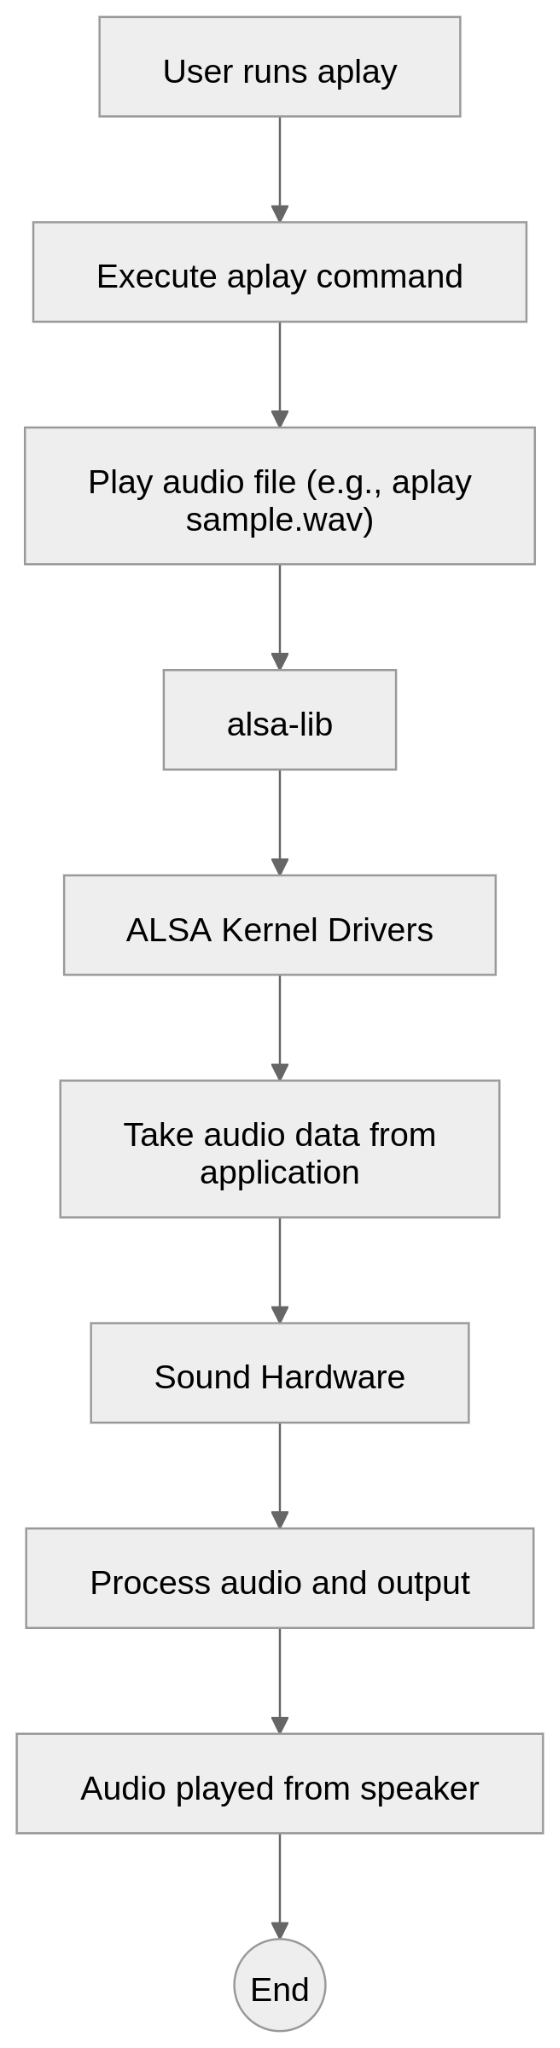 User runs aplay
Execute aplay command
Play audio file (e.g., aplay
sample.wav)
alsa-lib
ALSA Kernel Drivers
Take audio data from
application
Sound Hardware
Process audio and output
Audio played from speaker
End